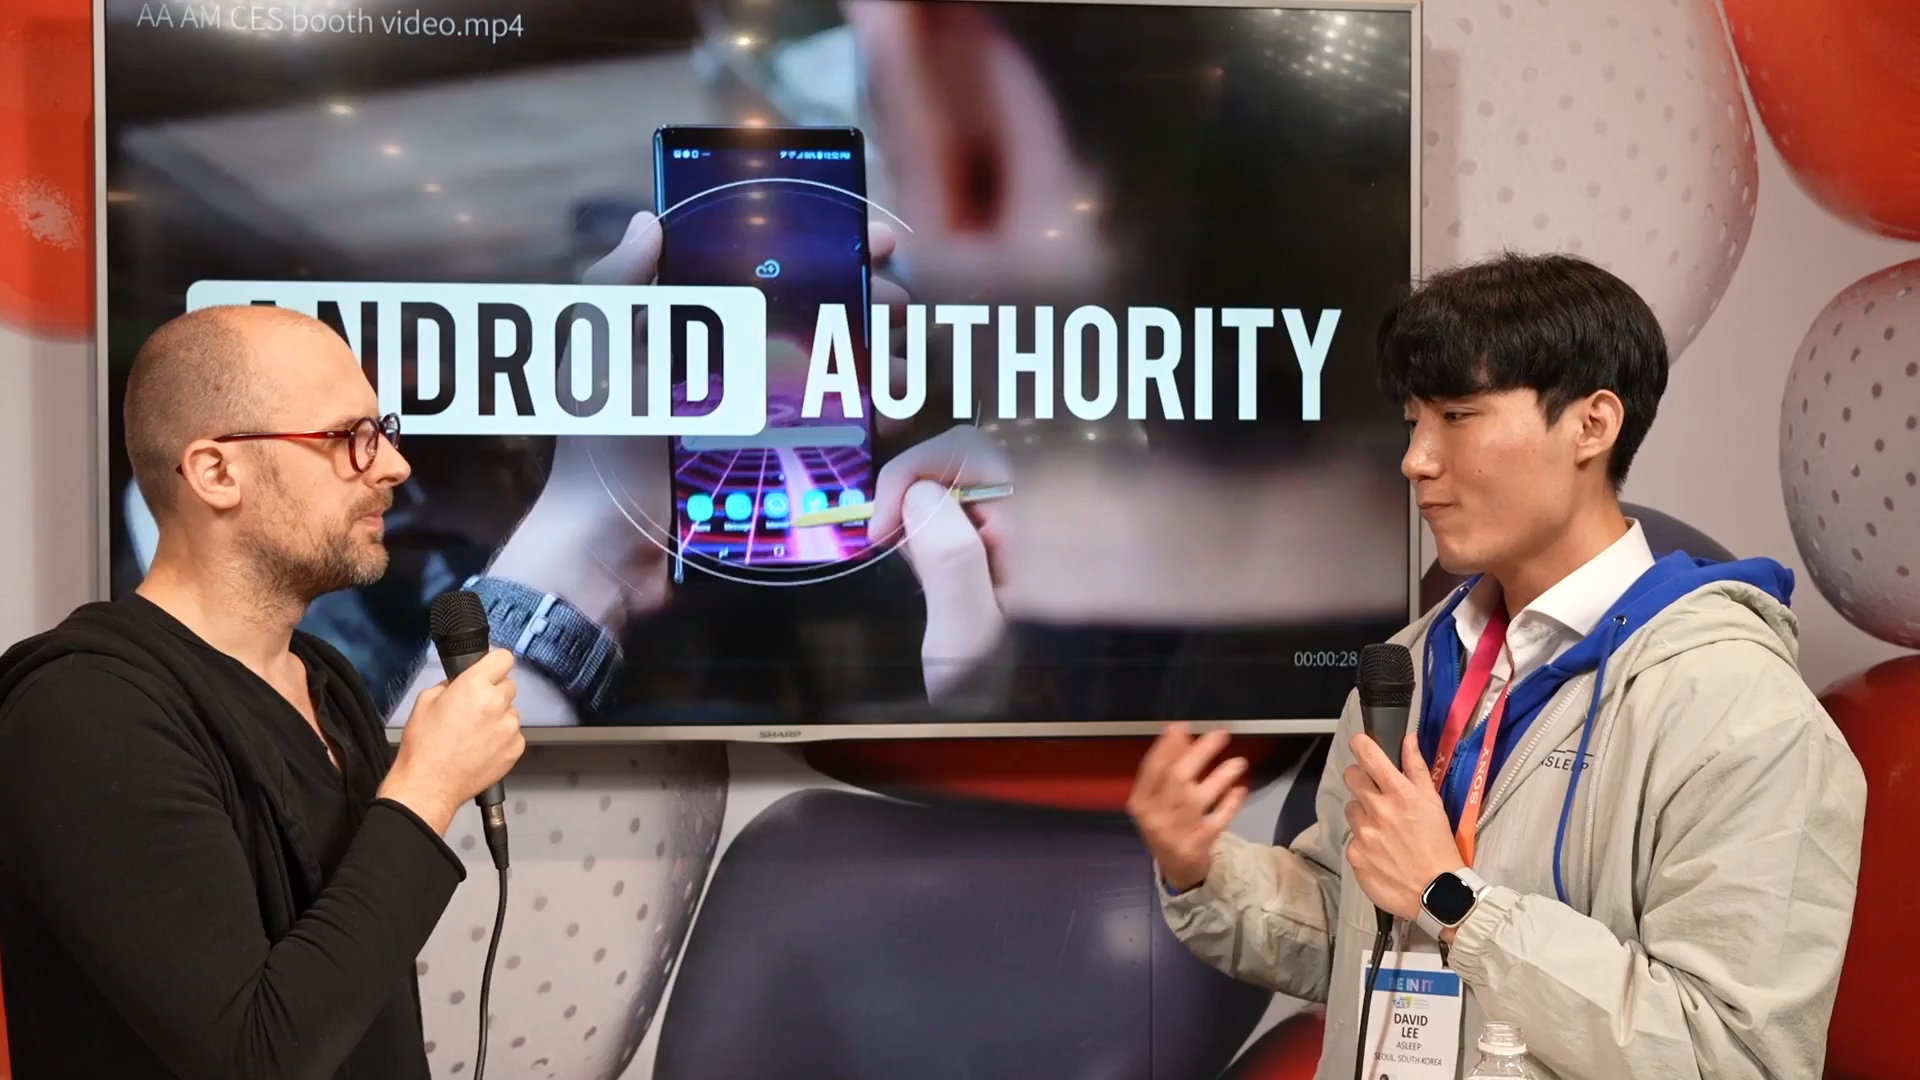 AA AM CES booth video.mp4
ANDROID AUTHORITY
00:00:28
SHARP
ASLEEP
SONY
BE IN IT
CES
DAVID
LEE
ASLEEP
SEOUL, SOUTH KOREA